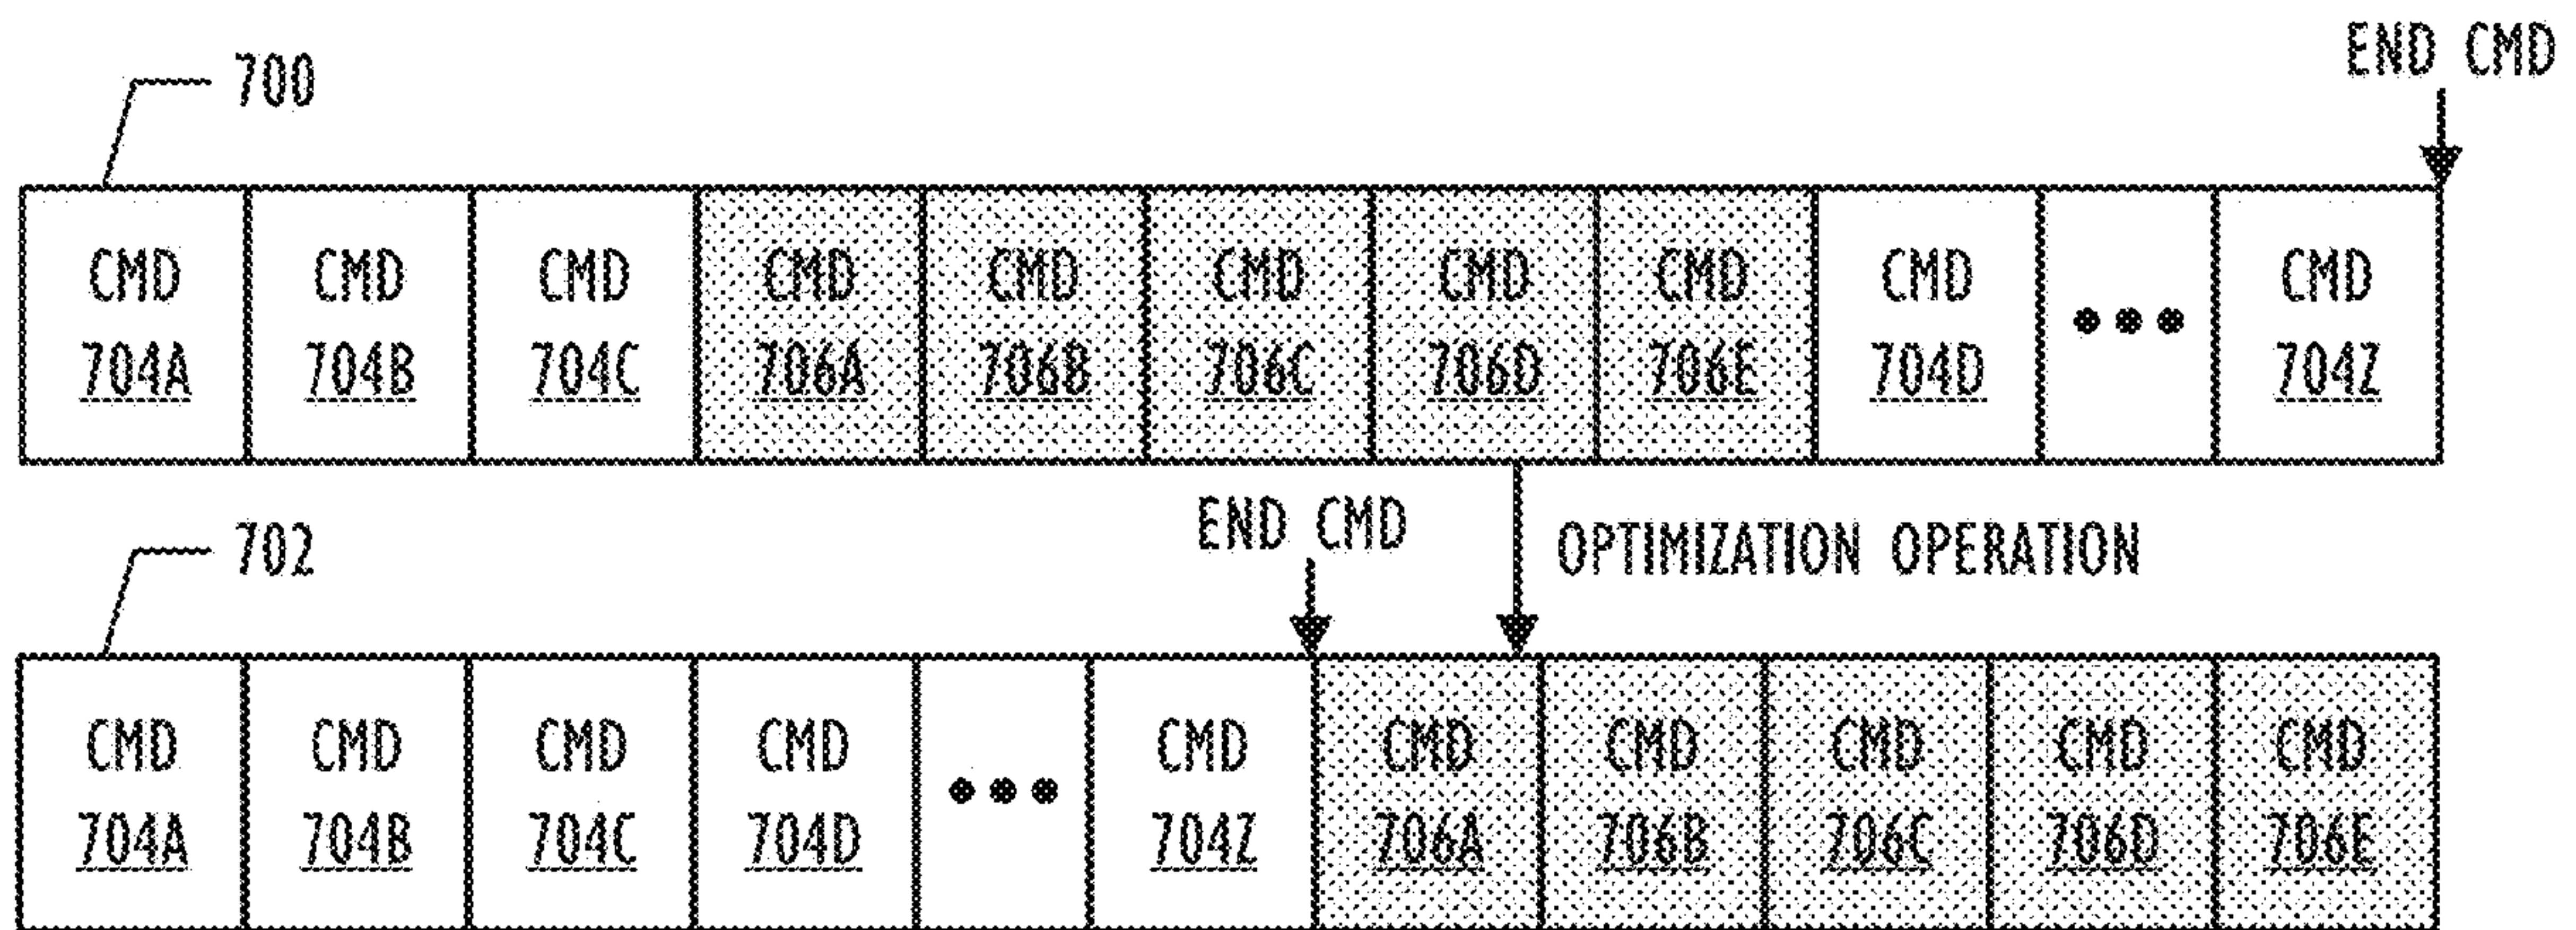 END CMD
700
CMD CMD CMD CMD CMD CMD CMD CMD CMD CMD
704A 704B 704C 706A 706B 706C 706D 706E 704D ••• 704Z
END CMD
702
OPTIMIZATION OPERATION
CMD CMD CMD CMD CMD CMD CMD CMD CMD CMD
704A 704B 704C 704D ••• 704Z 706A 706B 706C 706D 706E